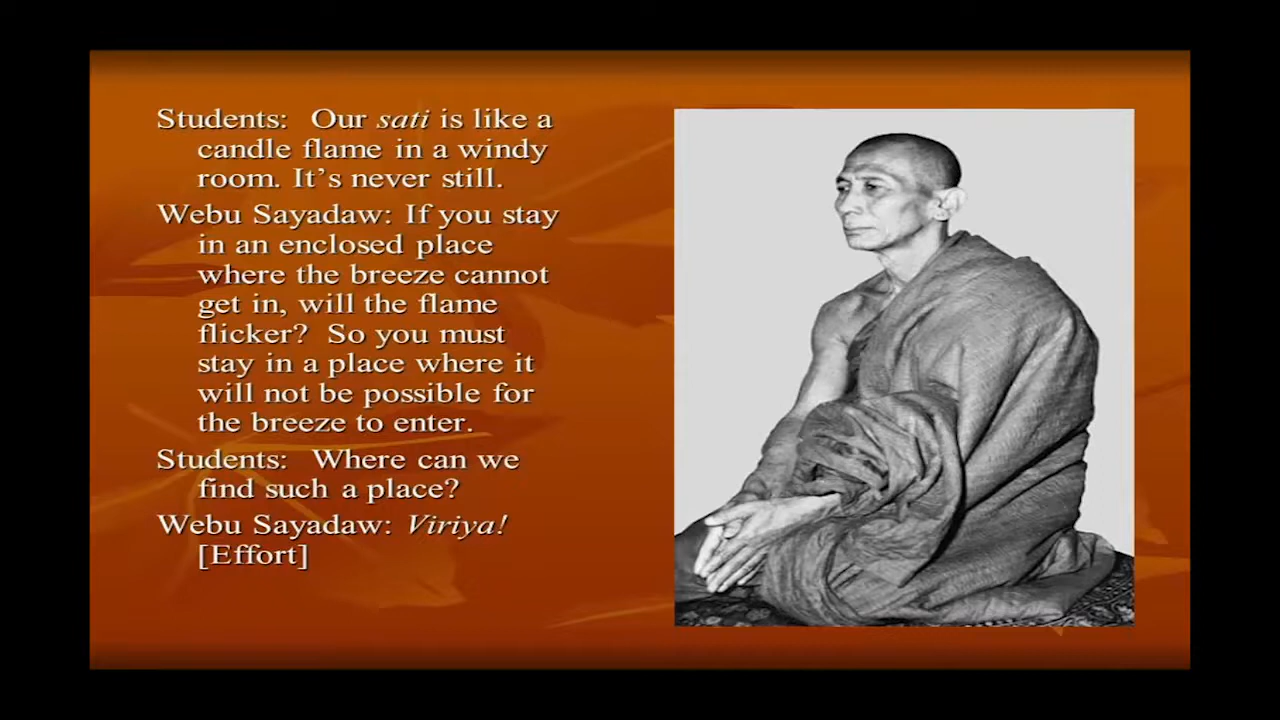 Students:  Our sati is like a
candle flame in a windy
room. It’s never still.
Webu Sayadaw: If you stay
in an enclosed place
where the breeze cannot
get in, will the flame
flicker?  So you must
stay in a place where it
will not be possible for
the breeze to enter.
Students:  Where can we
find such a place?
Webu Sayadaw:  Viriya!
[Effort]